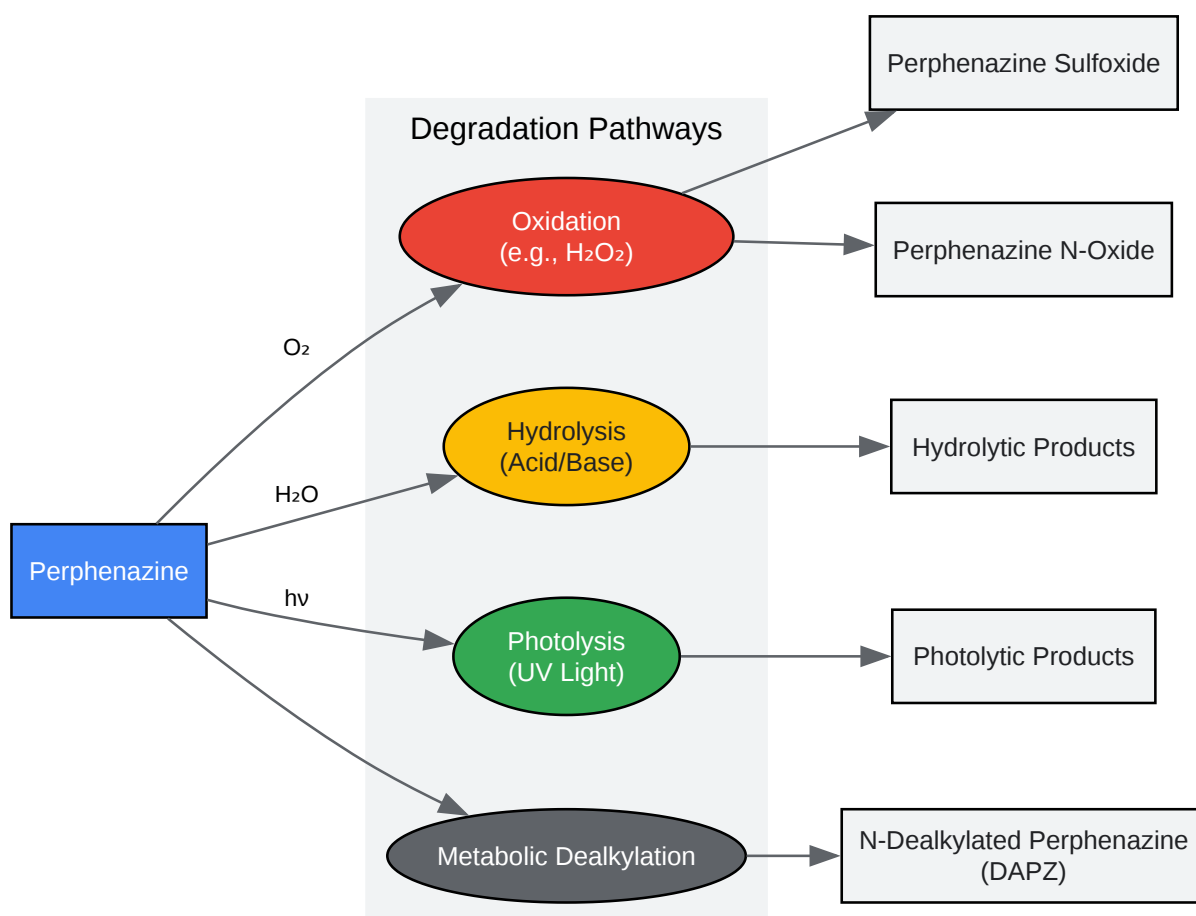 Perphenazine Sulfoxide
Degradation Pathways
Oxidation
(e.g., H₂O₂)
Perphenazine N-Oxide
O₂
Hydrolysis
(Acid/Base)
Hydrolytic Products
H₂O
Perphenazine
hν
Photolysis
(UV Light)
Photolytic Products
Metabolic Dealkylation
N-Dealkylated Perphenazine
(DAPZ)